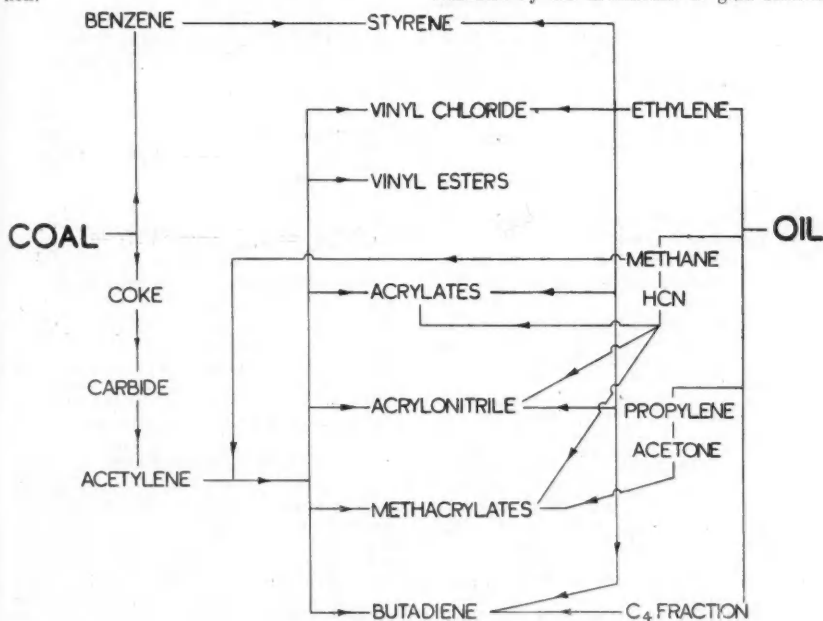 BENZENE
STYRENE
VINYL CHLORIDE
ETHYLENE
VINYL ESTERS
COAL
OIL
METHANE
COKE
ACRYLATES
HCN
CARBIDE
ACRYLONITRILE
PROPYLENE
ACETONE
ACETYLENE
METHACRYLATES
BUTADIENE
C₄ FRACTION